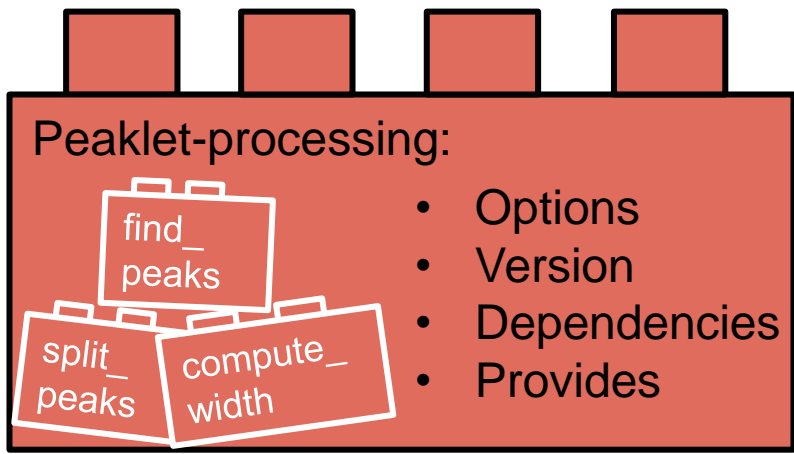 Peaklet-processing:
find_
peaks
split_
peaks
compute_
width
• Options
• Version
• Dependencies
• Provides